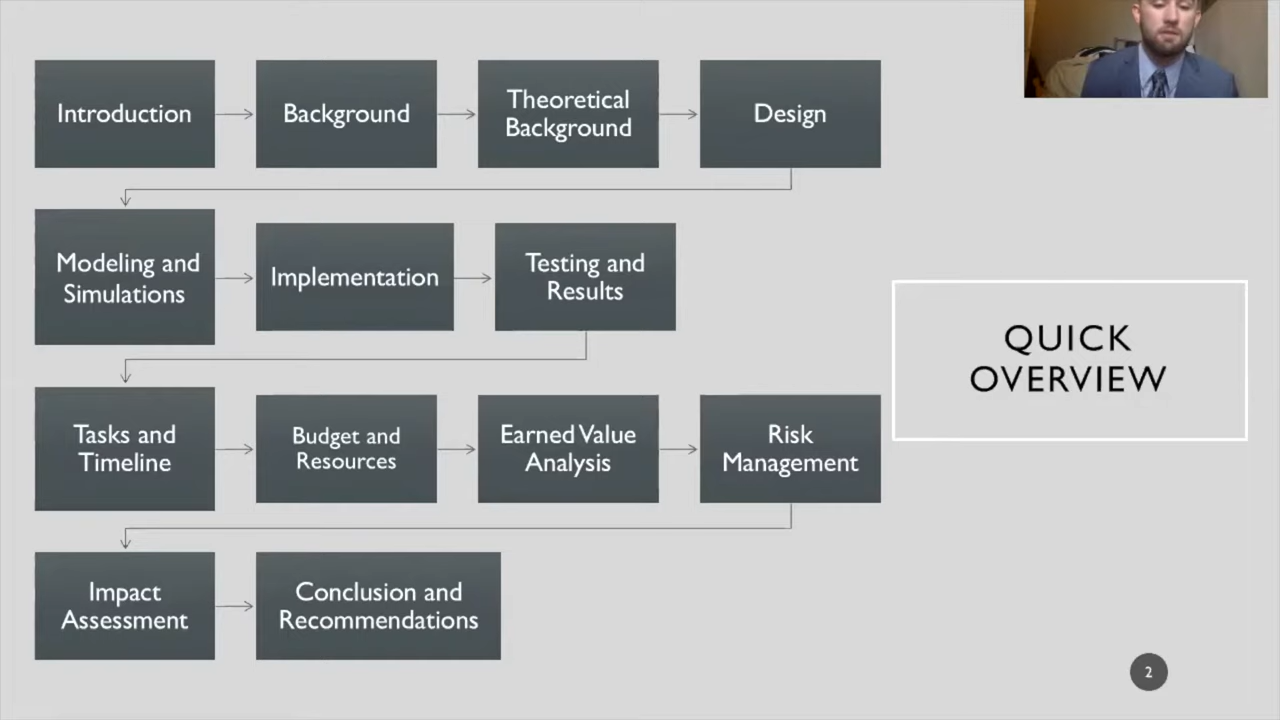 Introduction
Background
Theoretical
Background
Design
Modeling and
Simulations
Implementation
Testing and
Results
Tasks and
Timeline
Budget and
Resources
Earned Value
Analysis
Risk
Management
Impact
Assessment
Conclusion and
Recommendations
QUICK
OVERVIEW
2